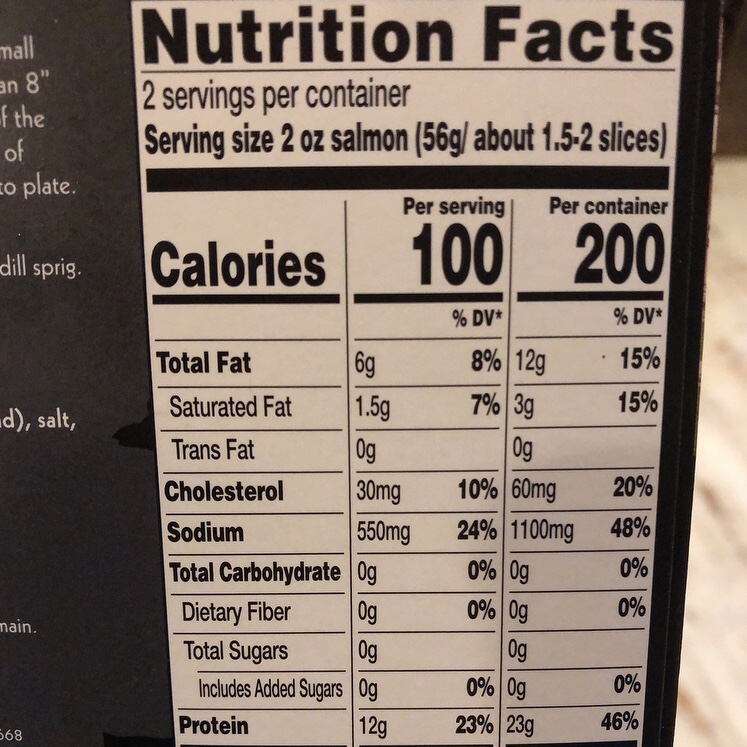 mall
an 8"
of the
of
to plate.
dill sprig.
d), salt,
main.
668
Nutrition Facts
2 servings per container
Serving size 2 oz salmon (56g/ about 1.5-2 slices)
Per serving Per container
Calories 100 200
% DV* % DV*
Total Fat 6g 8% 12g 15%
Saturated Fat 1.5g 7% 3g 15%
Trans Fat 0g 0g
Cholesterol 30mg 10% 60mg 20%
Sodium 550mg 24% 1100mg 48%
Total Carbohydrate 0g 0% 0g 0%
Dietary Fiber 0g 0% 0g 0%
Total Sugars 0g 0g
Includes Added Sugars 0g 0% 0g 0%
Protein 12g 23% 23g 46%